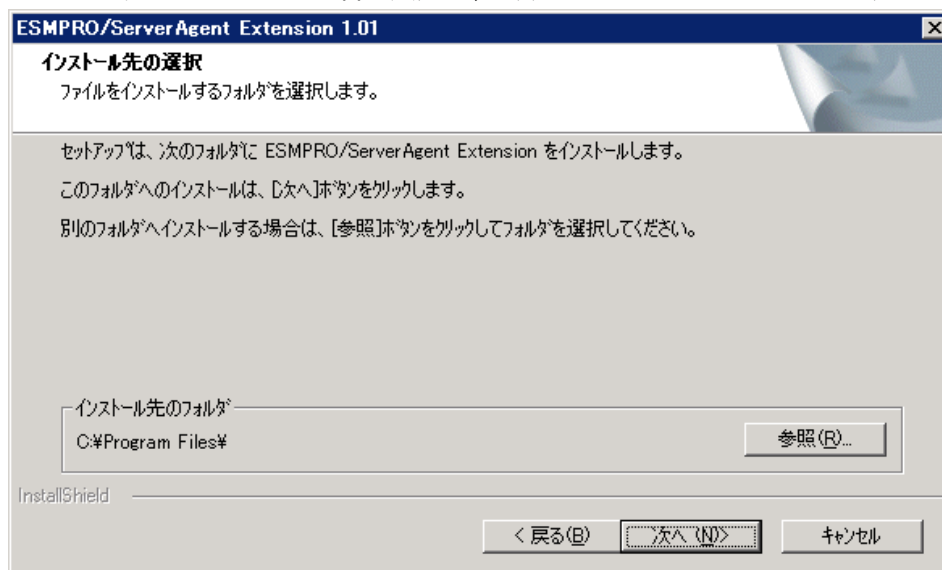 ESMPRO/ServerAgent Extension 1.01
インストール先の選択
ファイルをインストールするフォルダを選択します。
セットアップは、次のフォルダに ESMPRO/ServerAgent Extension をインストールします。
このフォルダへのインストールは、[次へ]ボタンをクリックします。
別のフォルダへインストールする場合は、[参照]ボタンをクリックしてフォルダを選択してください。
インストール先のフォルダ
C:¥Program Files¥
参照(R)...
InstallShield
< 戻る(B)
次へ (N)>
キャンセル